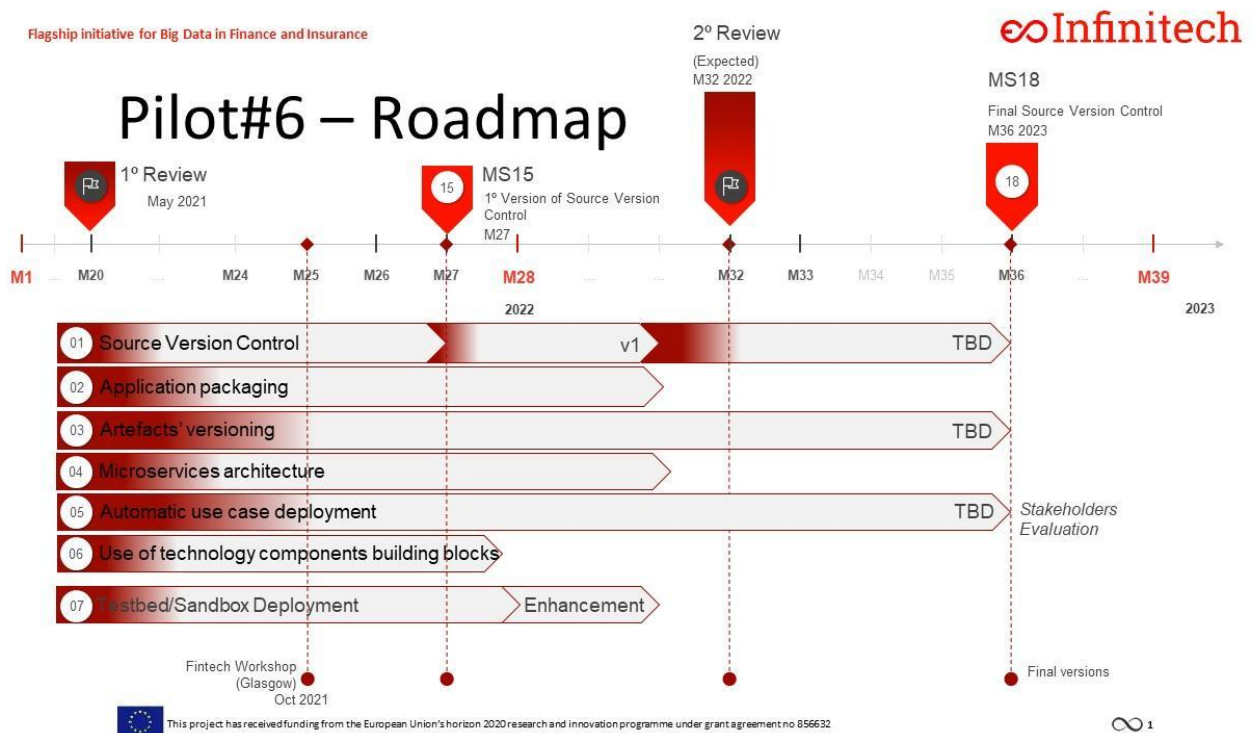 Flagship initiative for Big Data in Finance and Insurance
Infinitech
Pilot#6 – Roadmap
1º Review
May 2021
15
MS15
1º Version of Source Version
Control
M27
2º Review
(Expected)
M32 2022
MS18
Final Source Version Control
M36 2023
18
M1
...
M20
...
M24
M25
M26
M27
M28
...
...
M32
M33
M34
M35
M36
...
M39
2022
2023
01 Source Version Control
v1
TBD
02 Application packaging
03 Artefacts' versioning
TBD
04 Microservices architecture
05 Automatic use case deployment
TBD
Stakeholders
Evaluation
06 Use of technology components building blocks
07 Testbed/Sandbox Deployment
Enhancement
Fintech Workshop
(Glasgow)
Oct 2021
Final versions
This project has received funding from the European Union's horizon 2020 research and innovation programme under grant agreement no 856632
1